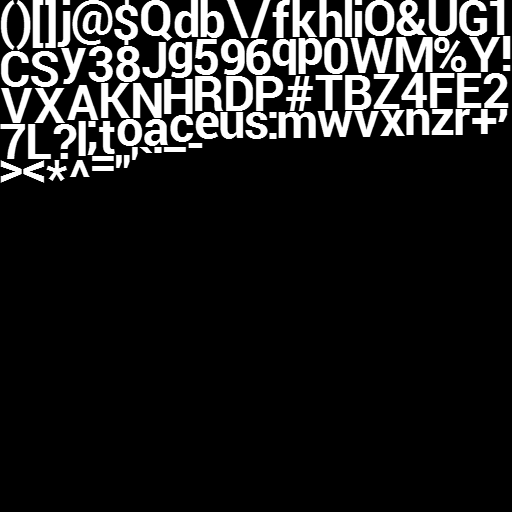 ()[]j@$Qdb\/fkhliO&UG1
CSy38Jg596qp0WM%Y!
VXAKNHRDP#TBZ4FE2
7L?I;toaceus:mwvxnzr+,
><*^="'`.–-